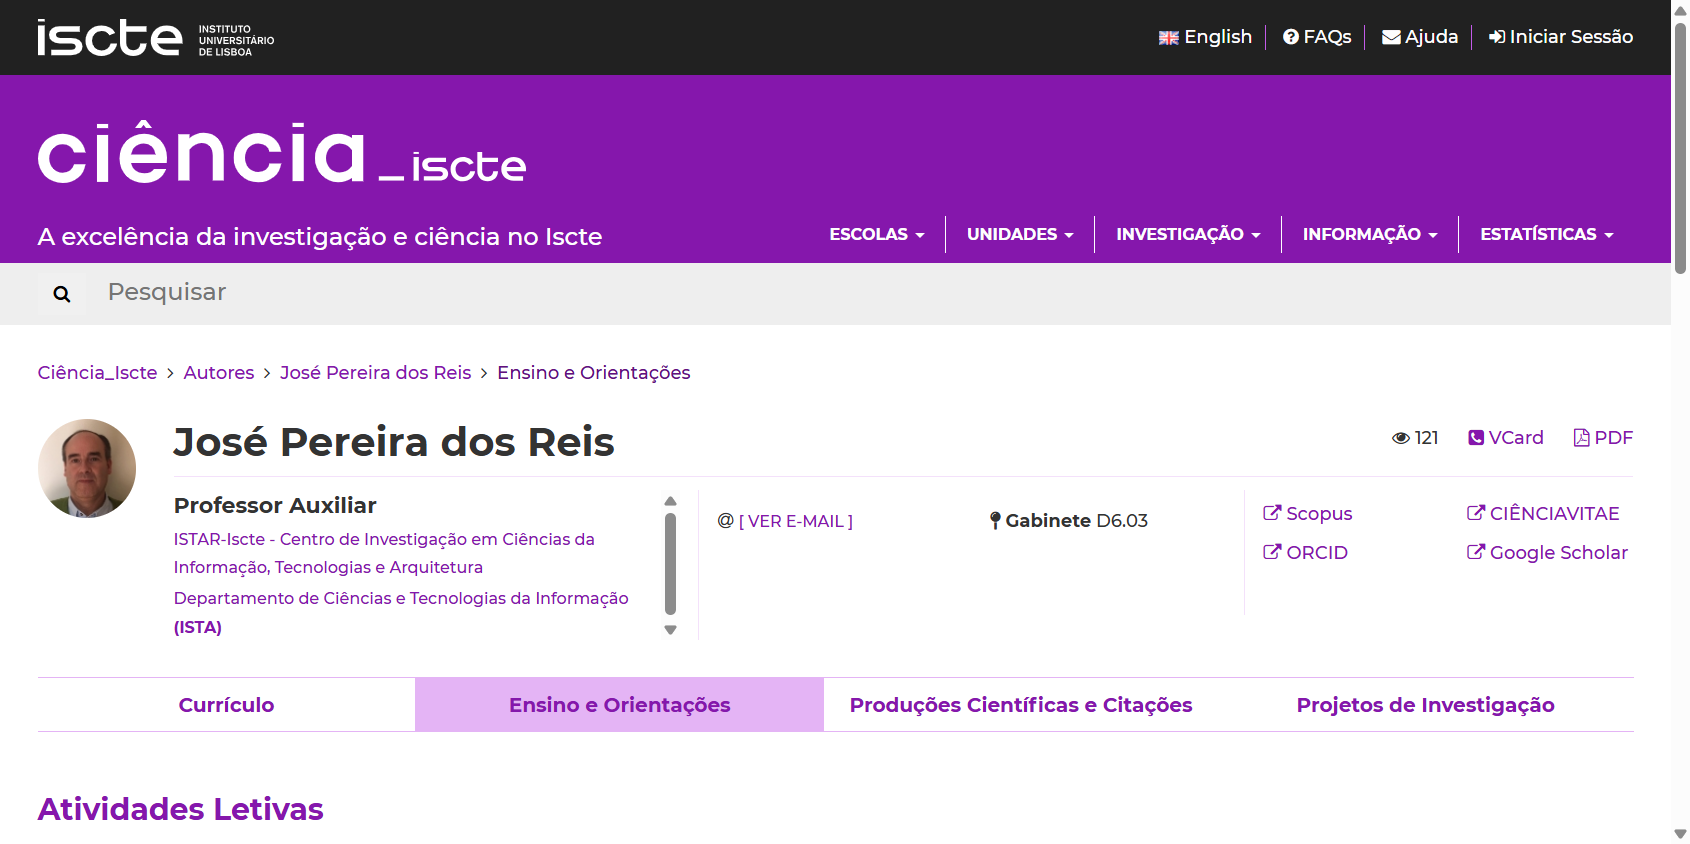 iscte INSTITUTO UNIVERSITÁRIO DE LISBOA
English FAQs Ajuda Iniciar Sessão
ciência_iscte
A excelência da investigação e ciência no Iscte
ESCOLAS UNIDADES INVESTIGAÇÃO INFORMAÇÃO ESTATÍSTICAS
Pesquisar
Ciência_Iscte > Autores > José Pereira dos Reis > Ensino e Orientações
José Pereira dos Reis
121 VCard PDF
Professor Auxiliar
ISTAR-Iscte - Centro de Investigação em Ciências da
Informação, Tecnologias e Arquitetura
Departamento de Ciências e Tecnologias da Informação
(ISTA)
@ [ VER E-MAIL ]
Gabinete D6.03
Scopus CIÊNCIAVITAE
ORCID Google Scholar
Currículo Ensino e Orientações Produções Científicas e Citações Projetos de Investigação
Atividades Letivas